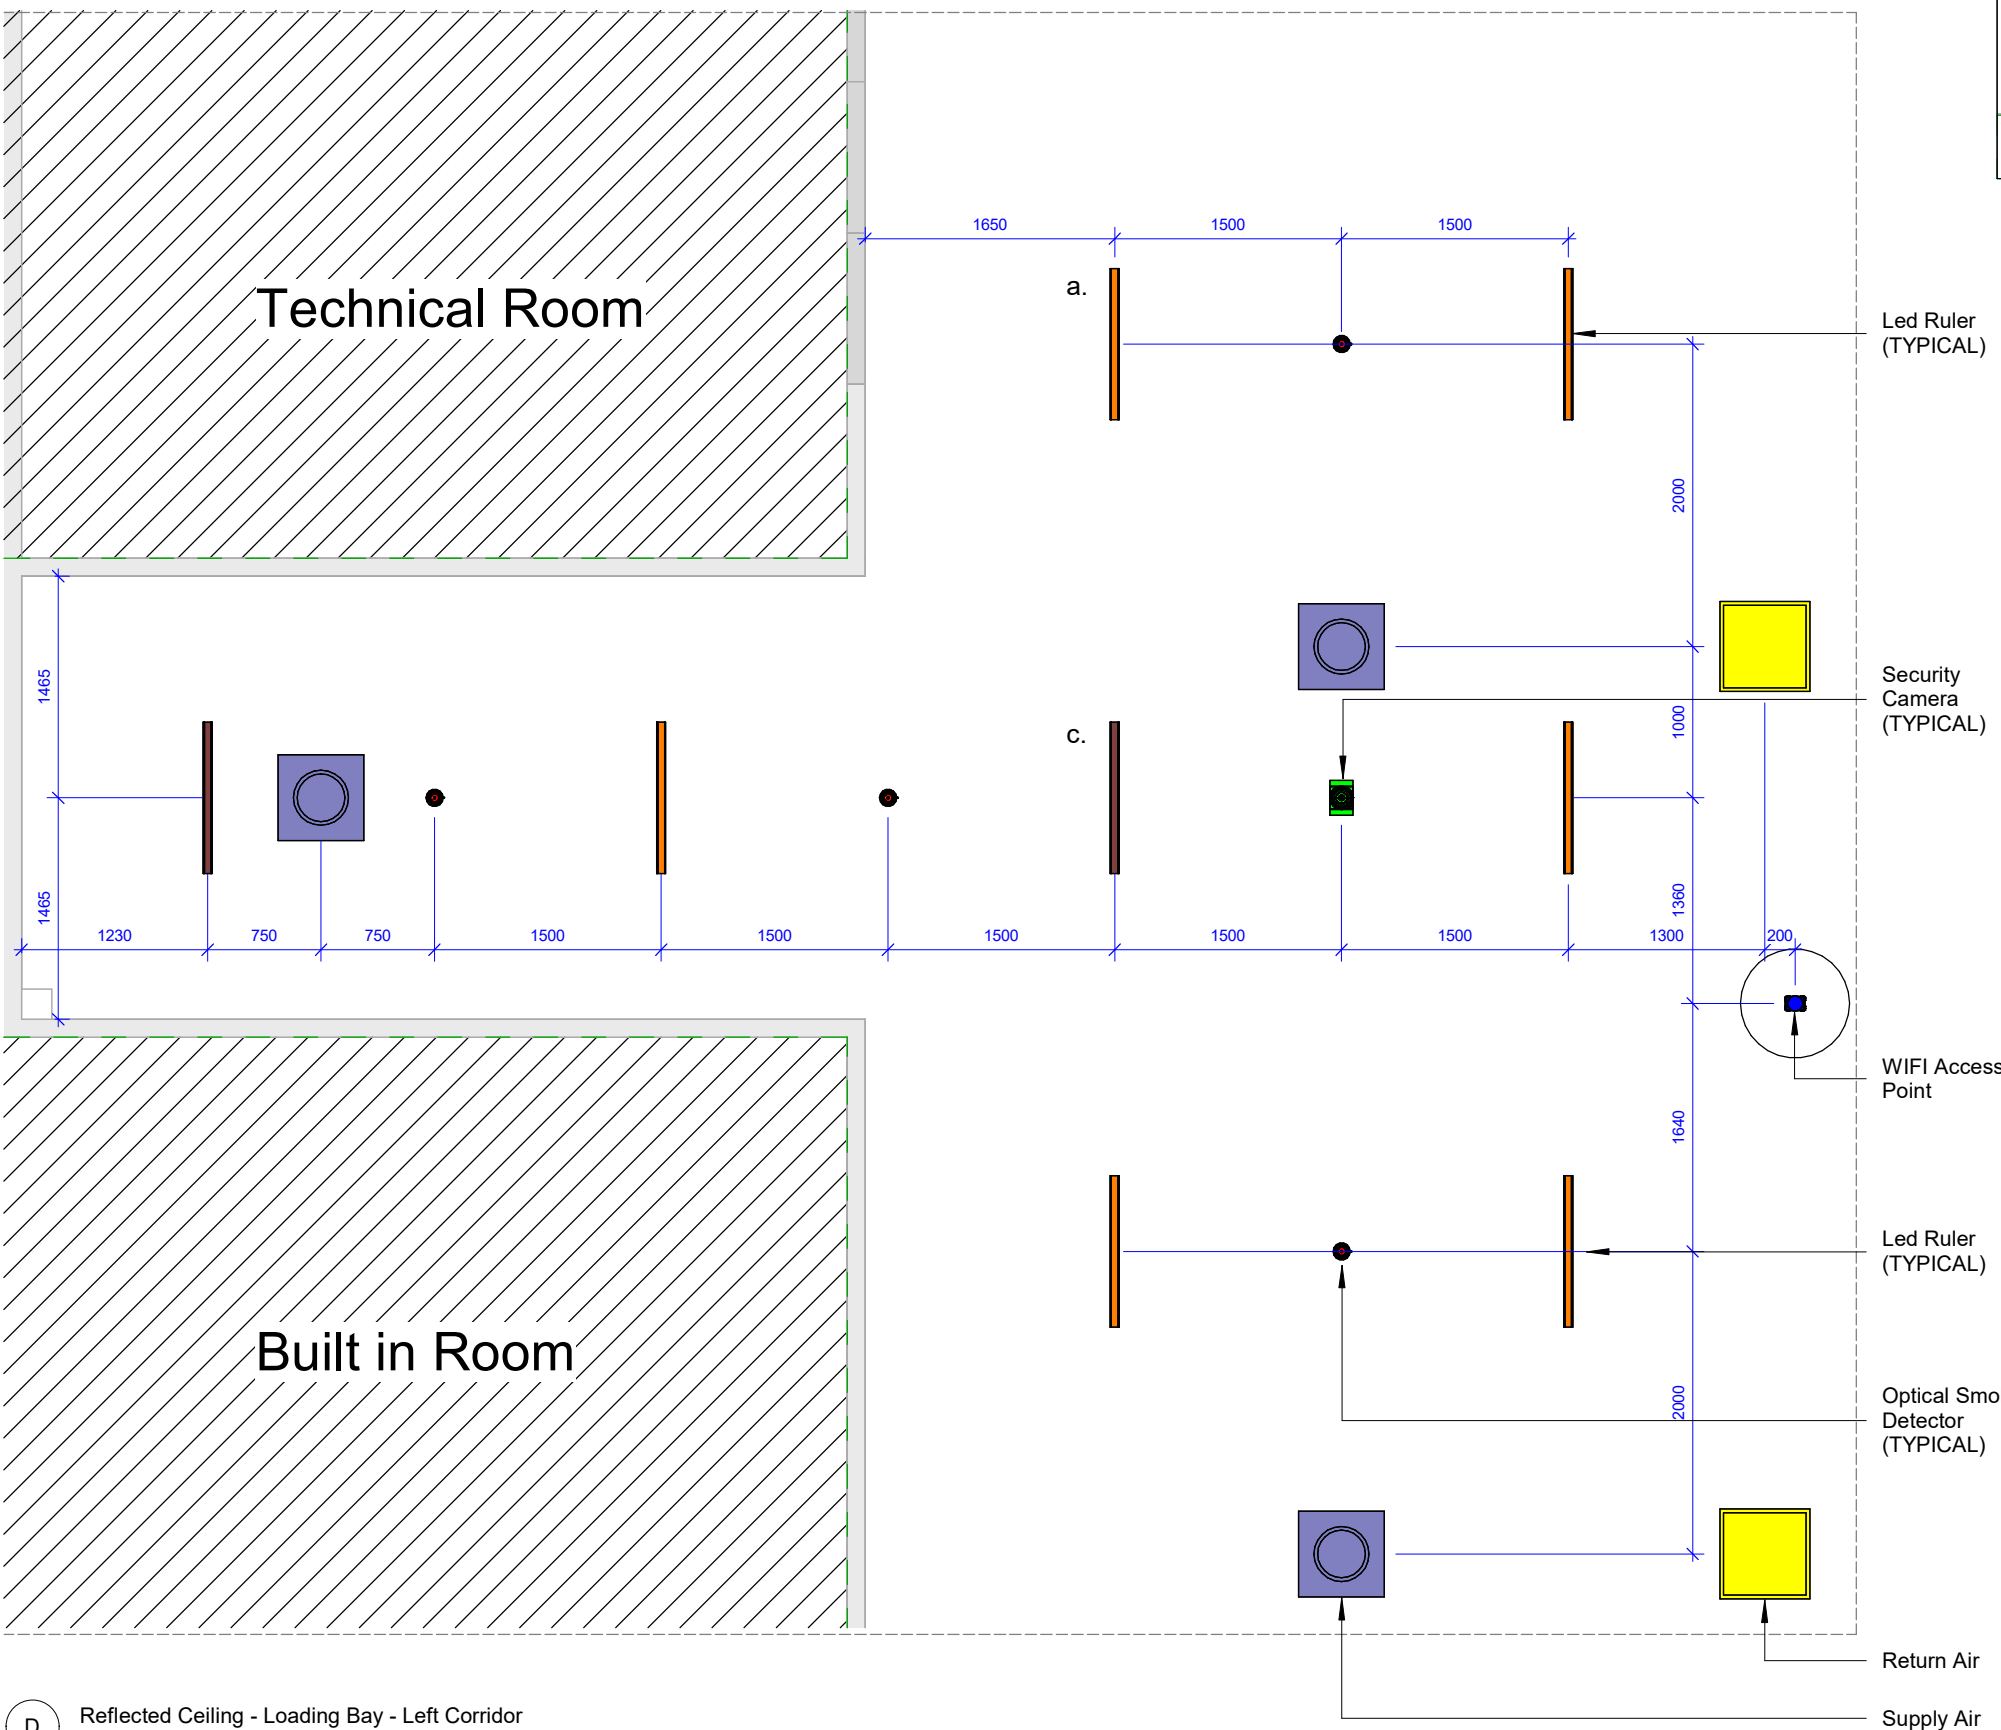 1650
1500
1500
a.
Technical Room
Led Ruler
(TYPICAL)
2000
Security
Camera
(TYPICAL)
1465
1000
c.
1465
1360
1230
750
750
1500
1500
1500
1500
1500
1300
200
WIFI Access
Point
1640
Led Ruler
(TYPICAL)
Built in Room
2000
Optical Smo
Detector
(TYPICAL)
Return Air
D
Reflected Ceiling - Loading Bay - Left Corridor
Supply Air